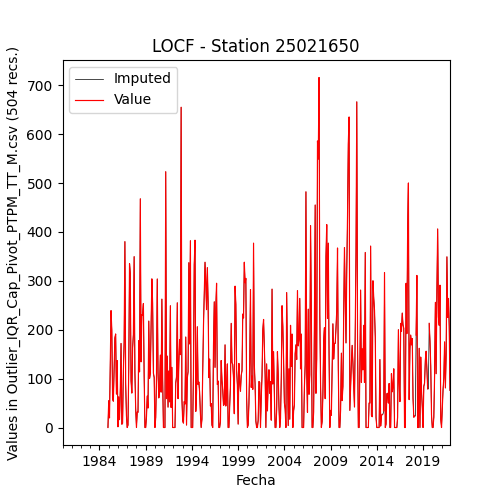 LOCF - Station 25021650
Imputed
Value
Values in Outlier_IQR_Cap_Pivot_PTPM_TT_M.csv (504 recs.)
700
600
500
400
300
200
100
0
1984 1989 1994 1999 2004 2009 2014 2019
Fecha